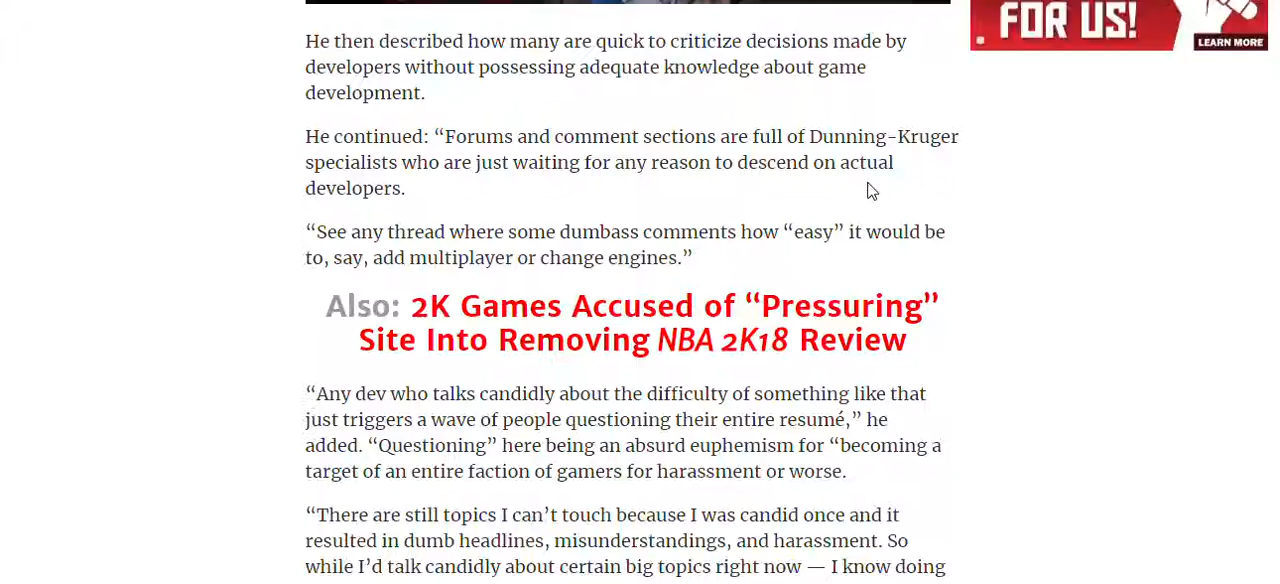 FOR US!
LEARN MORE
He then described how many are quick to criticize decisions made by
developers without possessing adequate knowledge about game
development.
He continued: “Forums and comment sections are full of Dunning-Kruger
specialists who are just waiting for any reason to descend on actual
developers.
“See any thread where some dumbass comments how “easy” it would be
to, say, add multiplayer or change engines.”
Also: 2K Games Accused of “Pressuring”
Site Into Removing NBA 2K18 Review
“Any dev who talks candidly about the difficulty of something like that
just triggers a wave of people questioning their entire resumé,” he
added. “Questioning” here being an absurd euphemism for “becoming a
target of an entire faction of gamers for harassment or worse.
“There are still topics I can’t touch because I was candid once and it
resulted in dumb headlines, misunderstandings, and harassment. So
while I’d talk candidly about certain big topics right now — I know doing